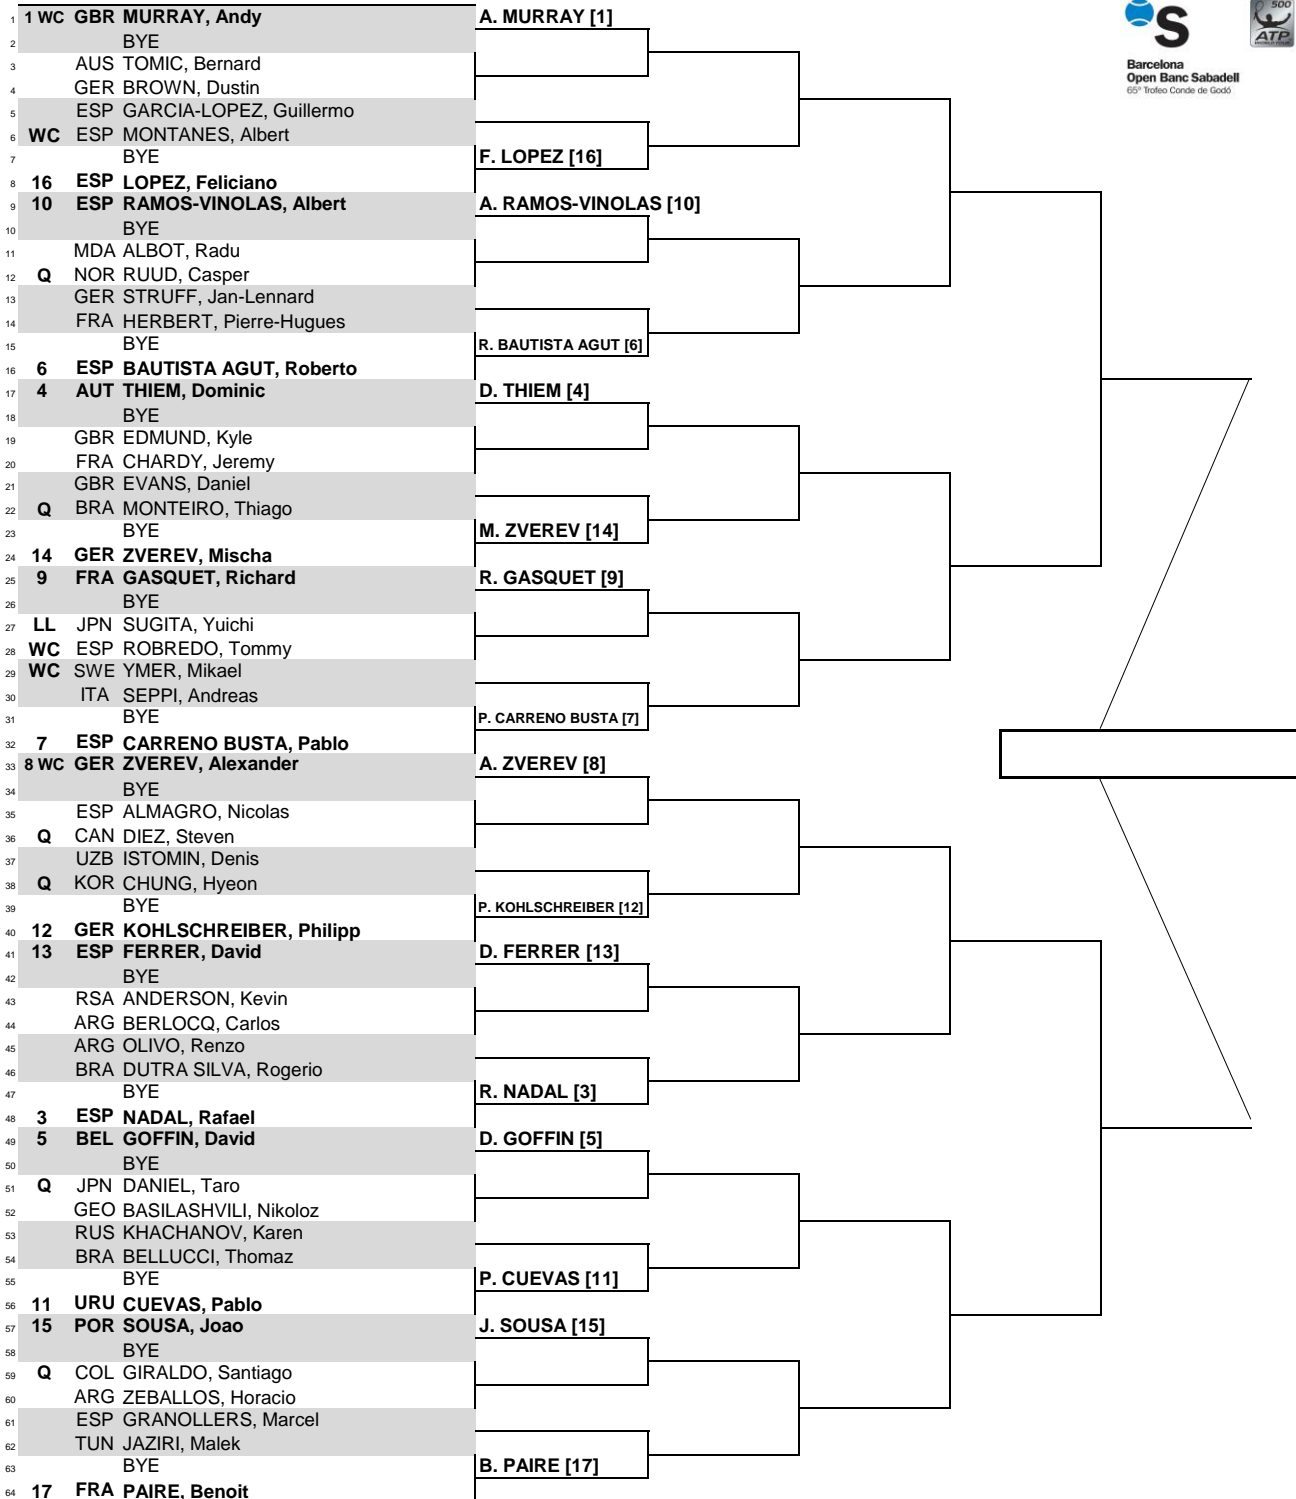 1 1 WC GBR MURRAY, Andy A. MURRAY [1]
2 BYE
3 AUS TOMIC, Bernard
4 GER BROWN, Dustin
5 ESP GARCIA-LOPEZ, Guillermo
6 WC ESP MONTANES, Albert
7 BYE F. LOPEZ [16]
8 16 ESP LOPEZ, Feliciano
9 10 ESP RAMOS-VINOLAS, Albert A. RAMOS-VINOLAS [10]
10 BYE
11 MDA ALBOT, Radu
12 Q NOR RUUD, Casper
13 GER STRUFF, Jan-Lennard
14 FRA HERBERT, Pierre-Hugues
15 BYE R. BAUTISTA AGUT [6]
16 6 ESP BAUTISTA AGUT, Roberto
17 4 AUT THIEM, Dominic D. THIEM [4]
18 BYE
19 GBR EDMUND, Kyle
20 FRA CHARDY, Jeremy
21 GBR EVANS, Daniel
22 Q BRA MONTEIRO, Thiago
23 BYE M. ZVEREV [14]
24 14 GER ZVEREV, Mischa
25 9 FRA GASQUET, Richard R. GASQUET [9]
26 BYE
27 LL JPN SUGITA, Yuichi
28 WC ESP ROBREDO, Tommy
29 WC SWE YMER, Mikael
30 ITA SEPPI, Andreas
31 BYE P. CARRENO BUSTA [7]
32 7 ESP CARRENO BUSTA, Pablo
33 8 WC GER ZVEREV, Alexander A. ZVEREV [8]
34 BYE
35 ESP ALMAGRO, Nicolas
36 Q CAN DIEZ, Steven
37 UZB ISTOMIN, Denis
38 Q KOR CHUNG, Hyeon
39 BYE P. KOHLSCHREIBER [12]
40 12 GER KOHLSCHREIBER, Philipp
41 13 ESP FERRER, David D. FERRER [13]
42 BYE
43 RSA ANDERSON, Kevin
44 ARG BERLOCQ, Carlos
45 ARG OLIVO, Renzo
46 BRA DUTRA SILVA, Rogerio
47 BYE R. NADAL [3]
48 3 ESP NADAL, Rafael
49 5 BEL GOFFIN, David D. GOFFIN [5]
50 BYE
51 Q JPN DANIEL, Taro
52 GEO BASILASHVILI, Nikoloz
53 RUS KHACHANOV, Karen
54 BRA BELLUCCI, Thomaz
55 BYE P. CUEVAS [11]
56 11 URU CUEVAS, Pablo
57 15 POR SOUSA, Joao J. SOUSA [15]
58 BYE
59 Q COL GIRALDO, Santiago
60 ARG ZEBALLOS, Horacio
61 ESP GRANOLLERS, Marcel
62 TUN JAZIRI, Malek
63 BYE B. PAIRE [17]
64 17 FRA PAIRE, Benoit
S
Barcelona
Open Banc Sabadell
65º Trofeo Conde de Godó
500
ATP
WORLD TOUR